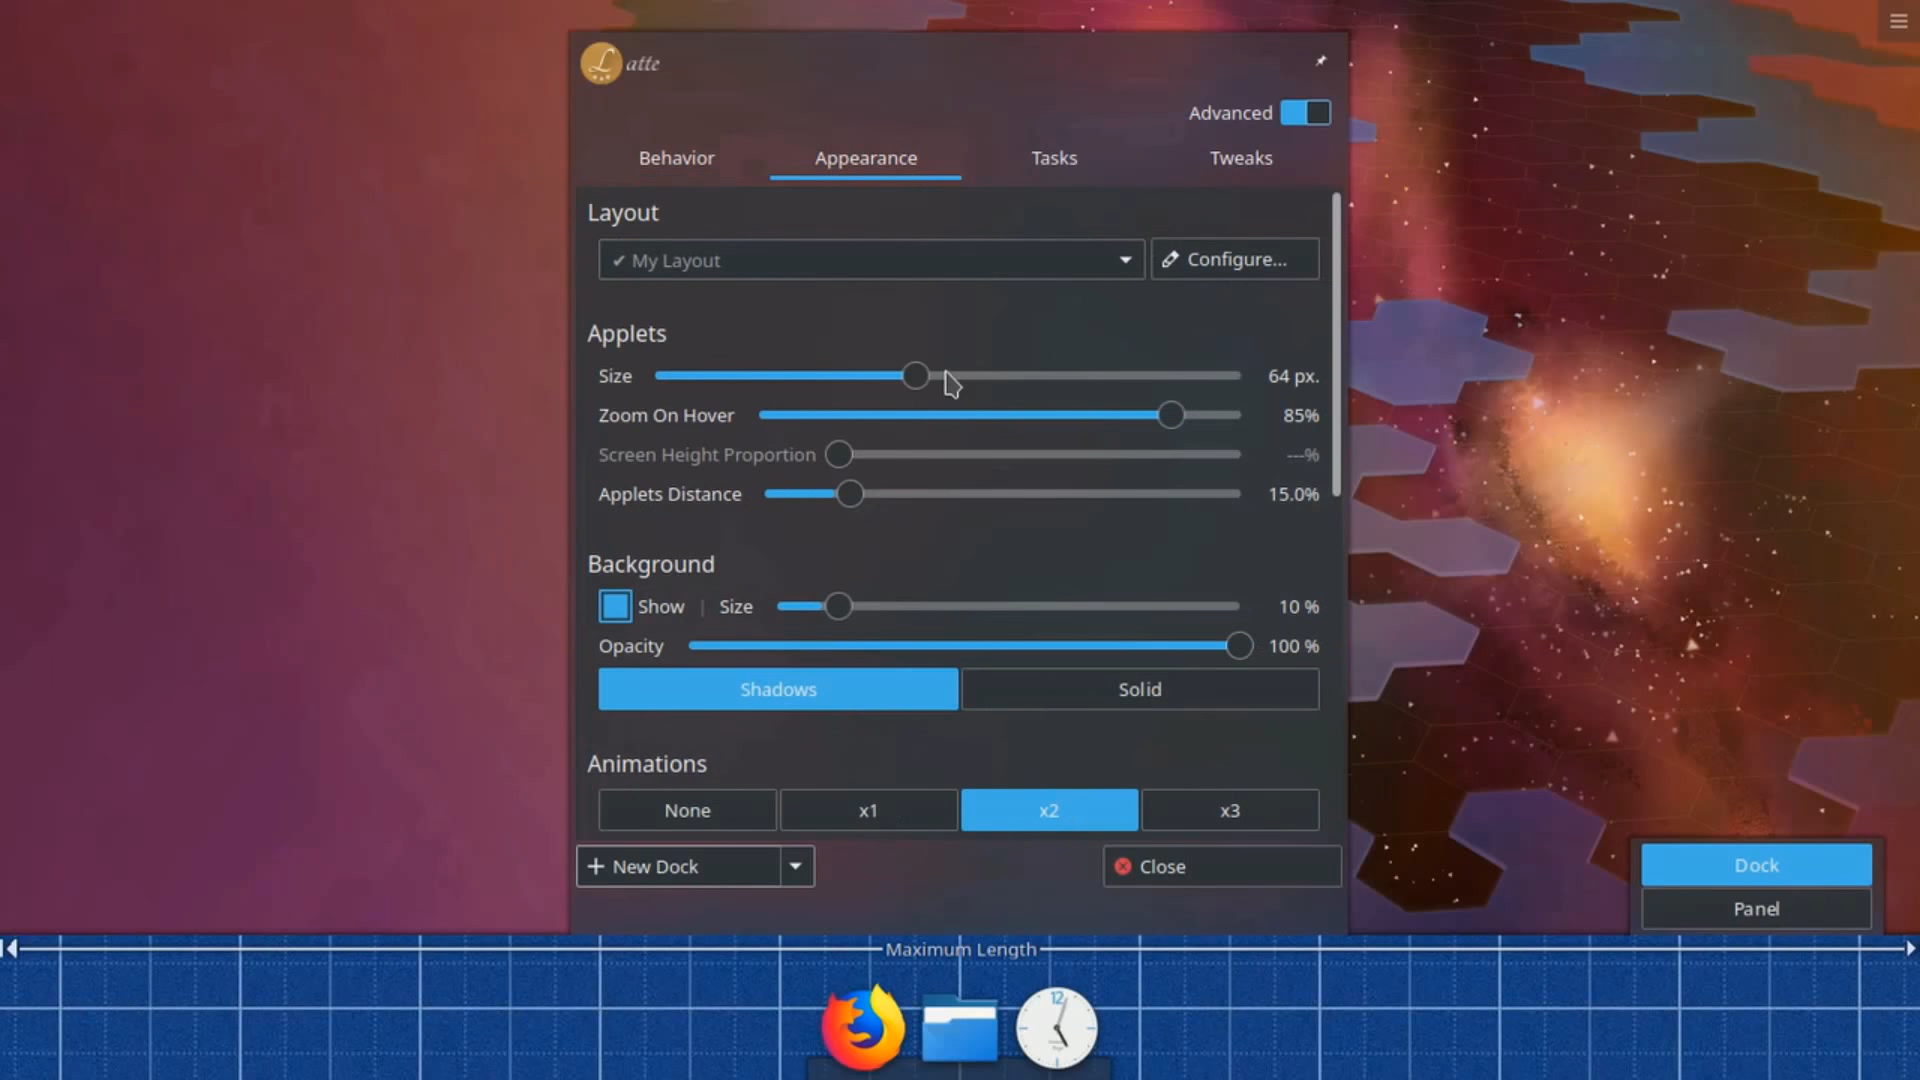 Latte
Advanced
Behavior Appearance Tasks Tweaks
Layout
✔ My Layout Configure...
Applets
Size 64 px.
Zoom On Hover 85%
Screen Height Proportion ---%
Applets Distance 15.0%
Background
Show | Size 10 %
Opacity 100 %
Shadows Solid
Animations
None x1 x2 x3
New Dock Close
Dock
Panel
Maximum Length
12